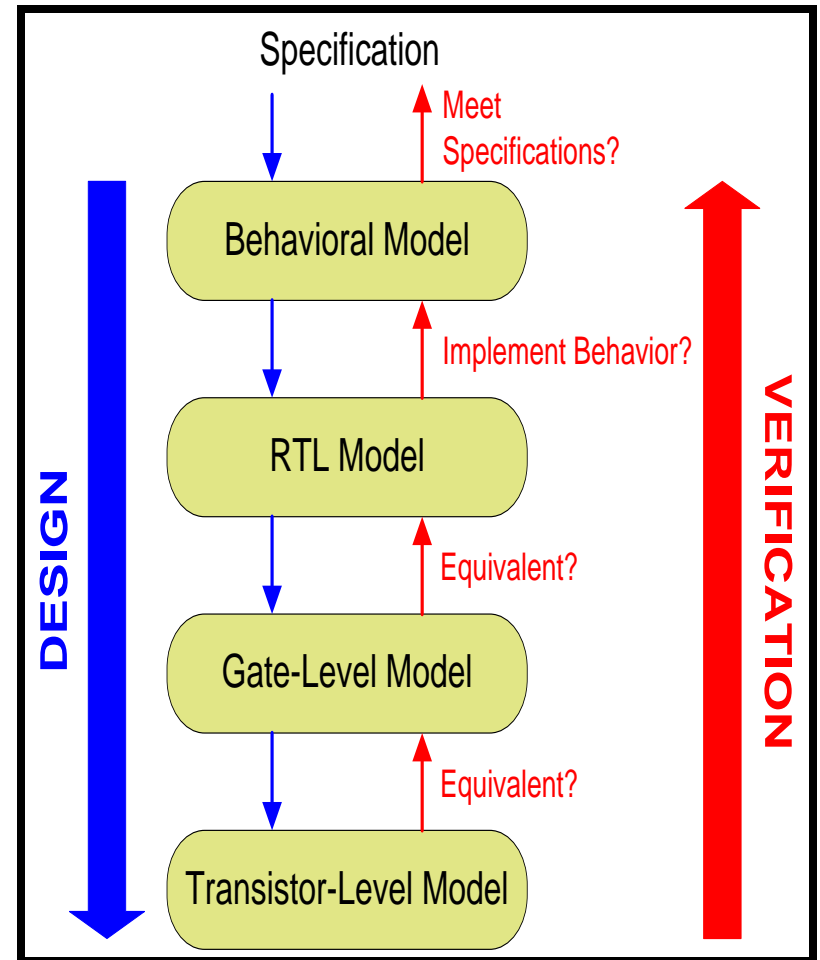 Specification
Meet
Specifications?
Behavioral Model
Implement Behavior?
RTL Model
Equivalent?
Gate-Level Model
Equivalent?
Transistor-Level Model
DESIGN
VERIFICATION